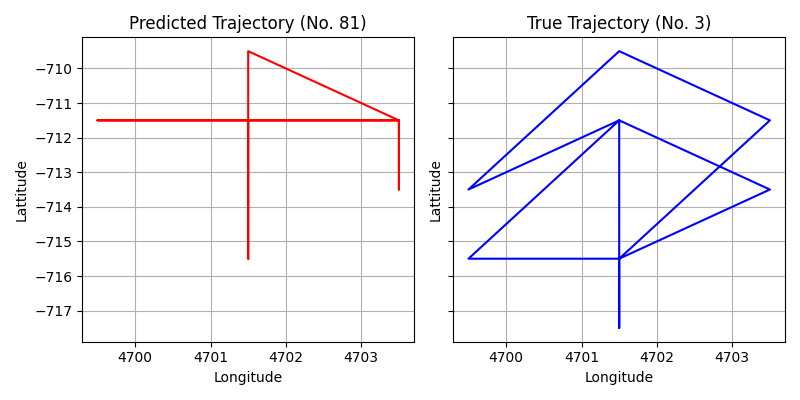 Predicted Trajectory (No. 81)
True Trajectory (No. 3)
Lattitude
−710
−711
−712
−713
−714
−715
−716
−717
4700
4701
4702
4703
Longitude
Lattitude
4700
4701
4702
4703
Longitude